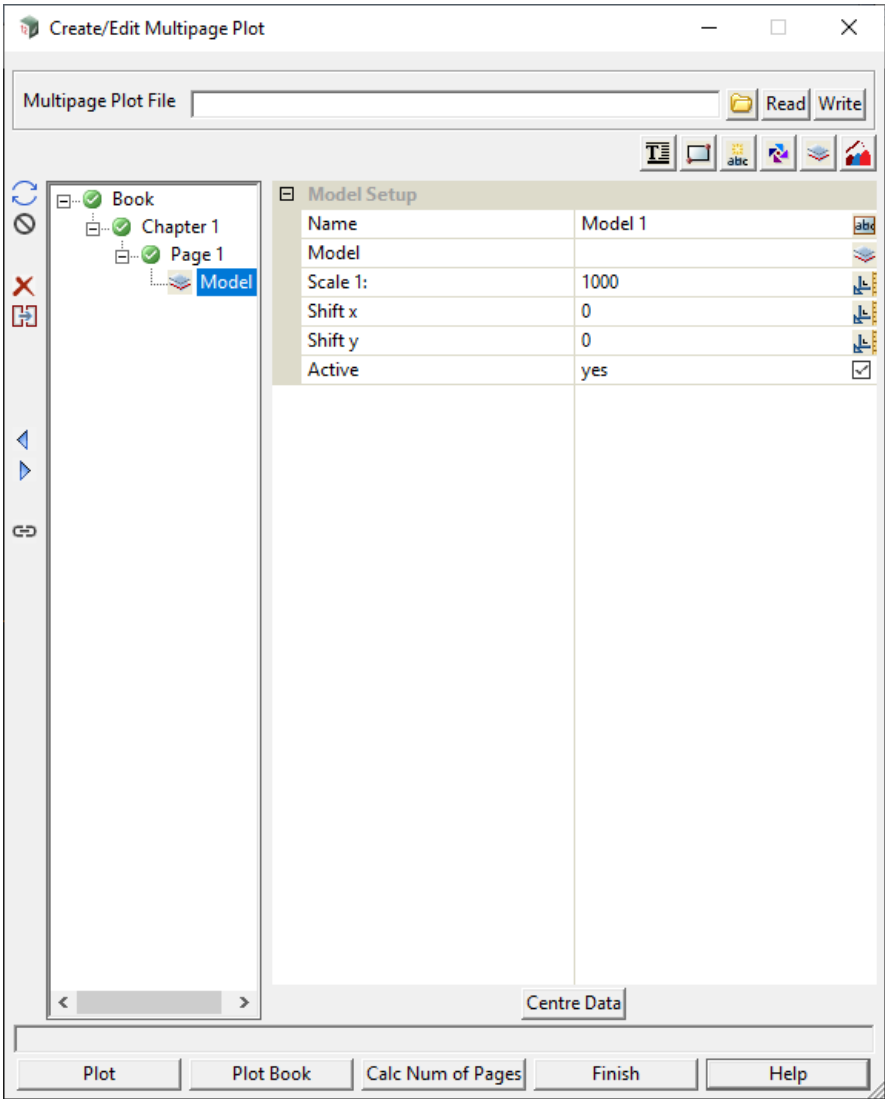 Create/Edit Multipage Plot
Multipage Plot File Read Write
abc
Book
Chapter 1
Page 1
Model
Model Setup
Name Model 1 abc
Model
Scale 1: 1000
Shift x 0
Shift y 0
Active yes
Centre Data
Plot Plot Book Calc Num of Pages Finish Help